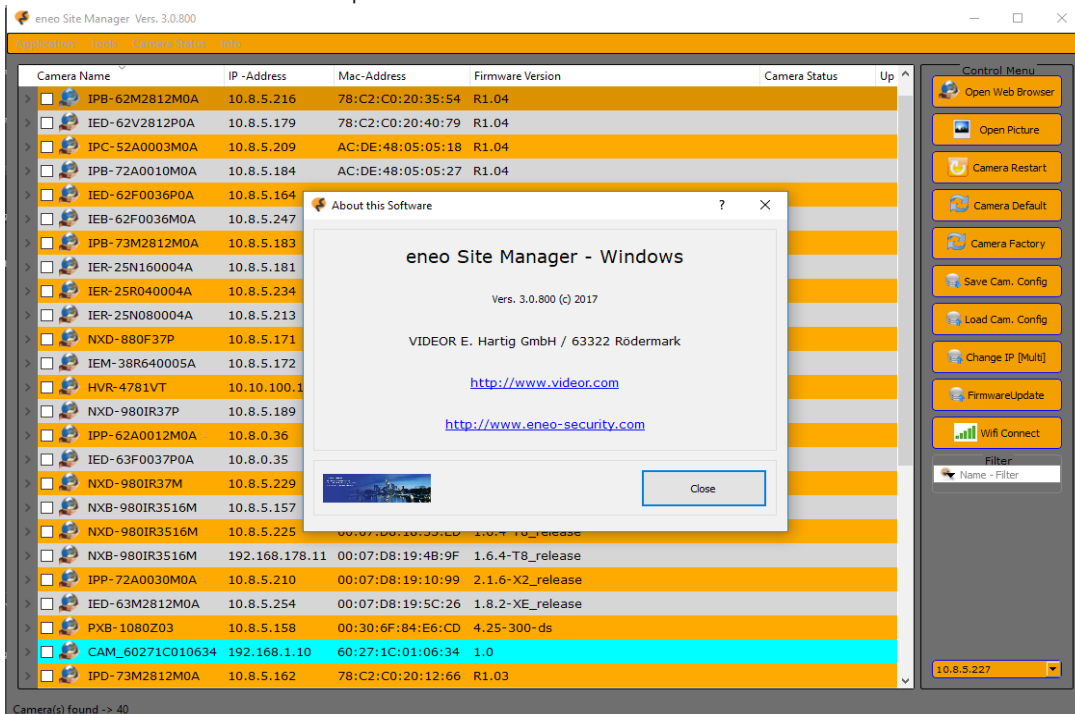 eneo Site Manager Vers. 3.0.800
Application Tools Camera Status Info
Camera Name IP -Address Mac-Address Firmware Version Camera Status Up
IPB-62M2812M0A 10.8.5.216 78:C2:C0:20:35:54 R1.04
IED-62V2812P0A 10.8.5.179 78:C2:C0:20:40:79 R1.04
IPC-52A0003M0A 10.8.5.209 AC:DE:48:05:05:18 R1.04
IPB-72A0010M0A 10.8.5.184 AC:DE:48:05:05:27 R1.04
IED-62F0036P0A 10.8.5.164
IEB-62F0036M0A 10.8.5.247
IPB-73M2812M0A 10.8.5.183
IER-25N160004A 10.8.5.181
IER-25R040004A 10.8.5.234
IER-25N080004A 10.8.5.213
NXD-880F37P 10.8.5.171
IEM-38R640005A 10.8.5.172
HVR-4781VT 10.10.100.1
NXD-980IR37P 10.8.5.189
IPP-62A0012M0A 10.8.0.36
IED-63F0037P0A 10.8.0.35
NXD-980IR37M 10.8.5.229
NXB-980IR3516M 10.8.5.157
NXB-980IR3516M 10.8.5.225
NXB-980IR3516M 192.168.178.11 00:07:D8:19:4B:9F 1.6.4-T8_release
IPP-72A0030M0A 10.8.5.210 00:07:D8:19:10:99 2.1.6-X2_release
IED-63M2812M0A 10.8.5.254 00:07:D8:19:5C:26 1.8.2-XE_release
PXB-1080Z03 10.8.5.158 00:30:6F:84:E6:CD 4.25-300-ds
CAM_60271C010634 192.168.1.10 60:27:1C:01:06:34 1.0
IPD-73M2812M0A 10.8.5.162 78:C2:C0:20:12:66 R1.03
Camera(s) found -> 40
About this Software ?
eneo Site Manager - Windows
Vers. 3.0.800 (c) 2017
VIDEOR E. Hartig GmbH / 63322 Rödermark
http://www.videor.com
http://www.eneo-security.com
Close
Control Menu
Open Web Browser
Open Picture
Camera Restart
Camera Default
Camera Factory
Save Cam. Config
Load Cam. Config
Change IP [Multi]
FirmwareUpdate
Wifi Connect
Filter
Name - Filter
10.8.5.227